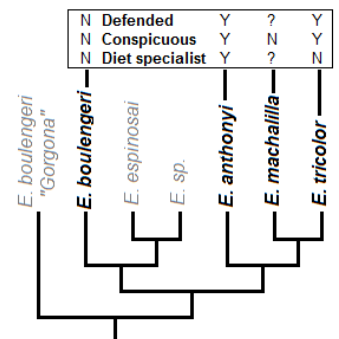 N Defended Y ? Y
N Conspicuous Y N Y
N Diet specialist Y ? N
E. boulengeri
"Gorgona"
E. boulengeri
E. espinosai
E. sp.
E. anthonyi
E. machalilla
E. tricolor